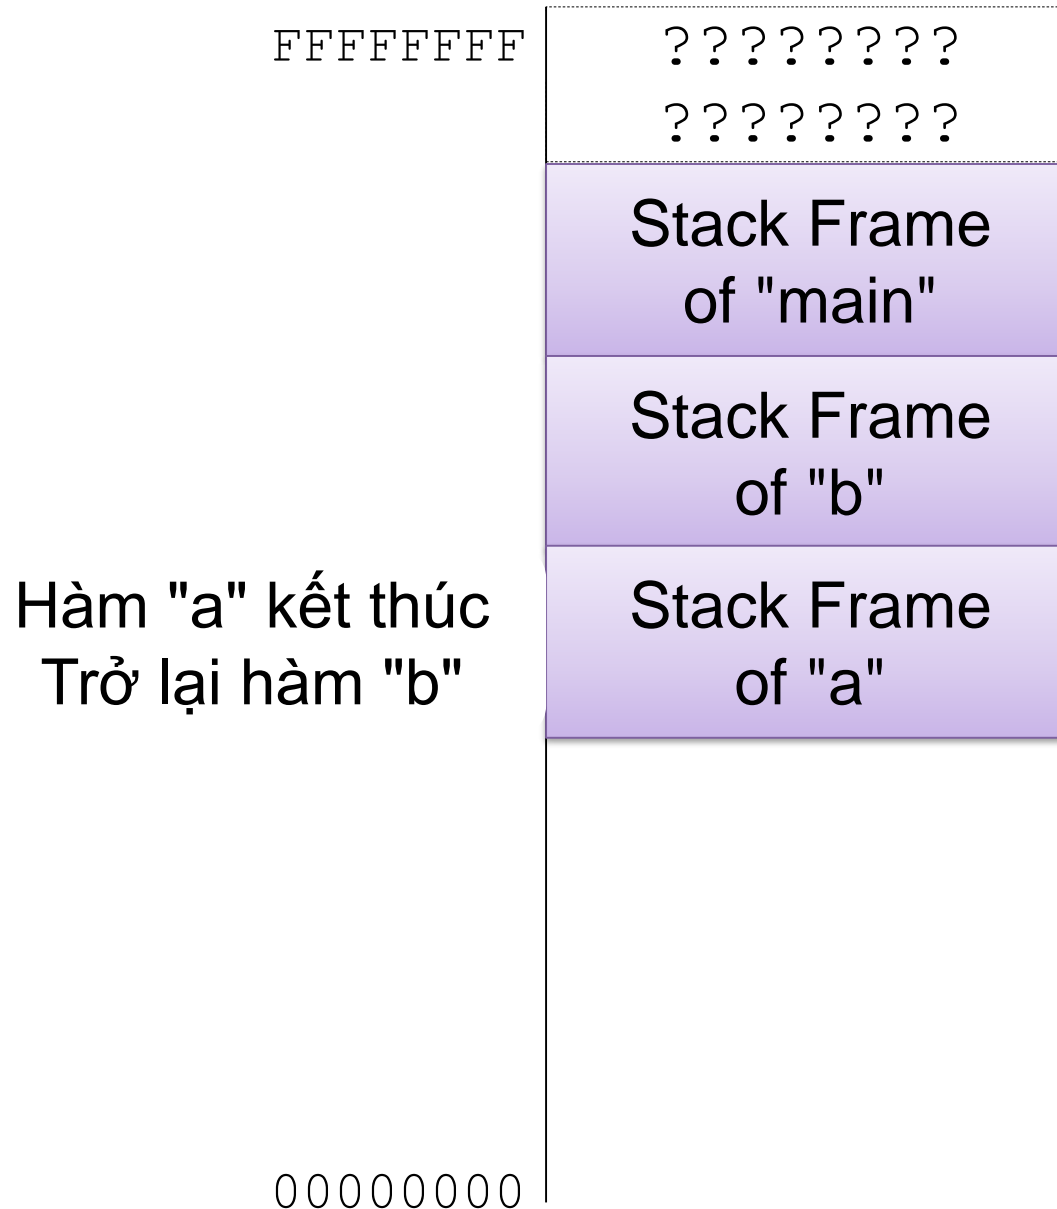 FFFFFFFF
????????
????????
Stack Frame
of "main"
Stack Frame
of "b"
Hàm "a" kết thúc
Trở lại hàm "b"
Stack Frame
of "a"
00000000